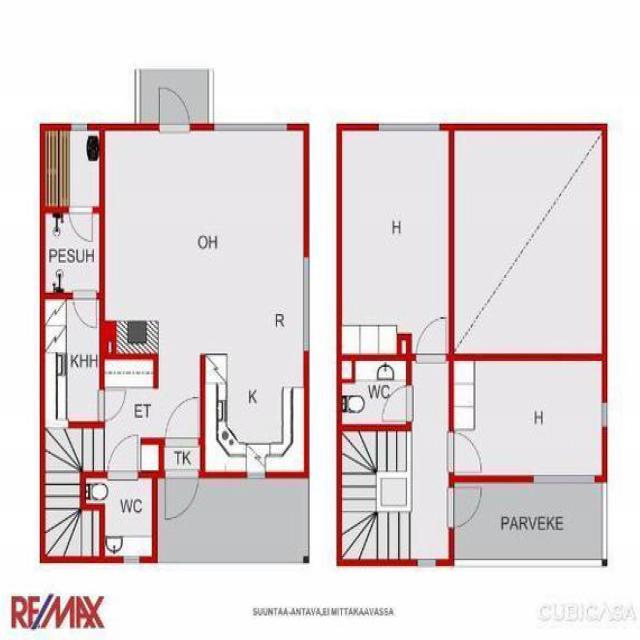 OH
H
PESUH
R
KHH
WC
K
ET
H
TK
WC
PARVEKE
RE/MAX
SUUNTAA-ANTAVA,EI MITTAKAAVASSA
CUBICASA